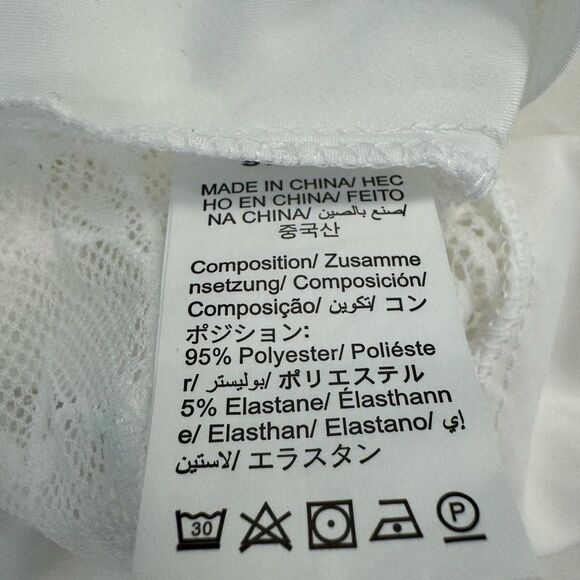 MADE IN CHINA/ HEC
HO EN CHINA/ FEITO
NA CHINA/ صنع بالصين/
중국산
Composition/ Zusamme
nsetzung/ Composición/
Composição/ تكوين/ コン
ポジション:
95% Polyester/ Poliéste
r/ بوليستر/ ポリエステル
5% Elastane/ Élasthann
e/ Elasthan/ Elastano/ إي
لاستين/ エラスタン
30 P